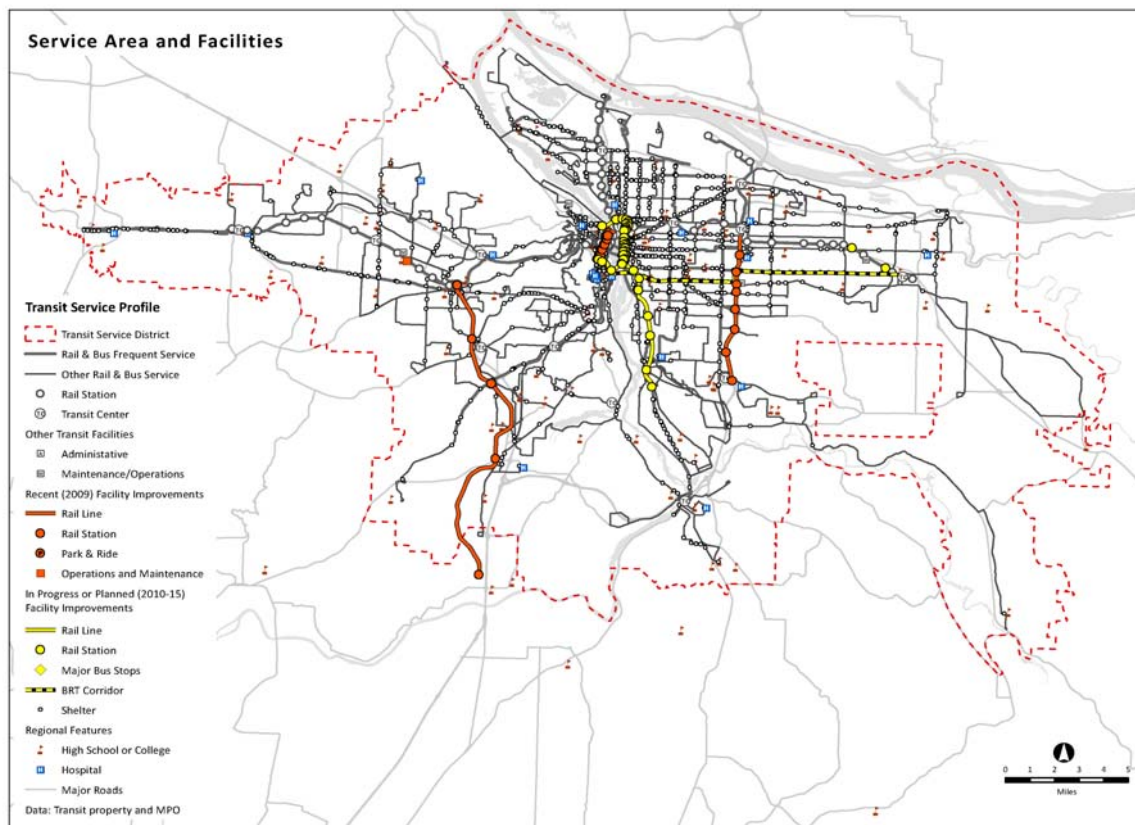 Service Area and Facilities
Transit Service Profile
Transit Service District
Rail & Bus Frequent Service
Other Rail & Bus Service
Rail Station
TC Transit Center
Other Transit Facilities
A Administative
Maintenance/Operations
Recent (2009) Facility Improvements
Rail Line
Rail Station
P Park & Ride
Operations and Maintenance
In Progress or Planned (2010-15)
Facility Improvements
Rail Line
Rail Station
Major Bus Stops
BRT Corridor
Shelter
Regional Features
High School or College
H Hospital
Major Roads
Data: Transit property and MPO
0 1 2 3 4 5
Miles